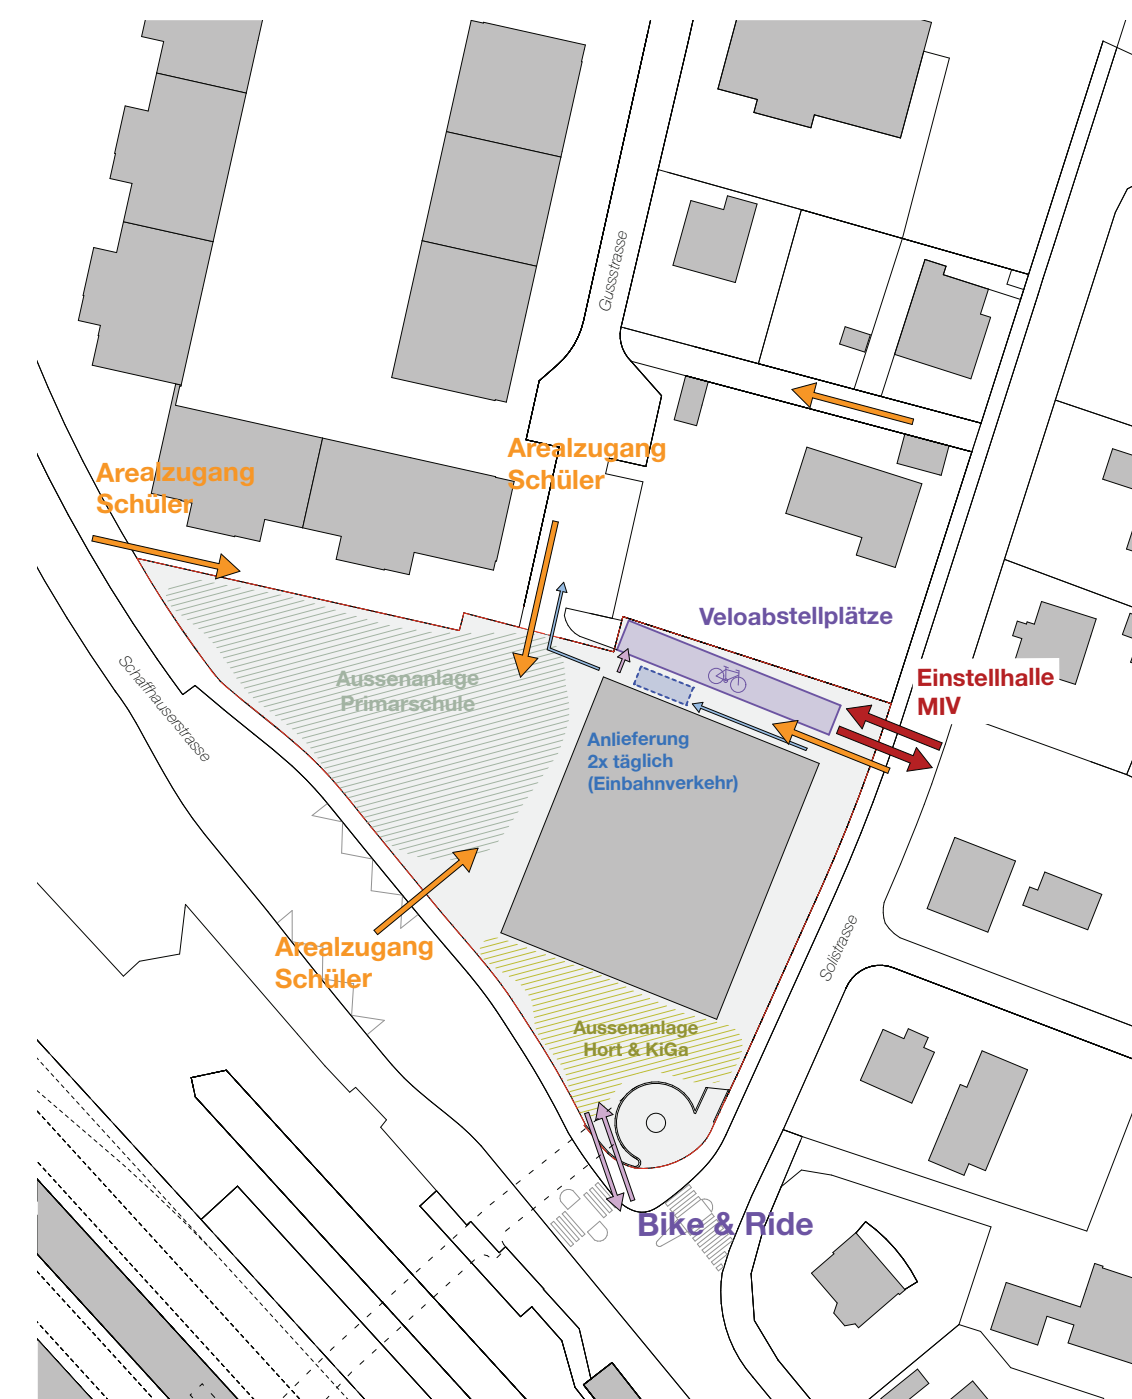 Gussstrasse
Arealzugang
Schüler
Arealzugang
Schüler
Veloabstellplätze
Schaffhauserstrasse
Aussenanlage
Primarschule
Einstellhalle
MIV
Anlieferung
2x täglich
(Einbahnverkehr)
Arealzugang
Schüler
Solistrasse
Aussenanlage
Hort & KiGa
Bike & Ride